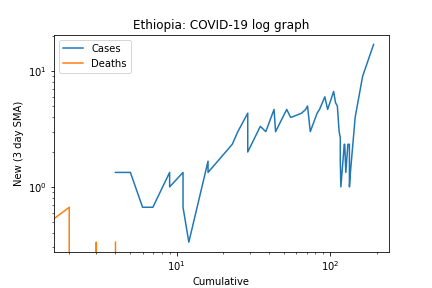 Ethiopia: COVID-19 log graph
Cases
Deaths
New (3 day SMA)
10¹
10⁰
10¹
10²
Cumulative